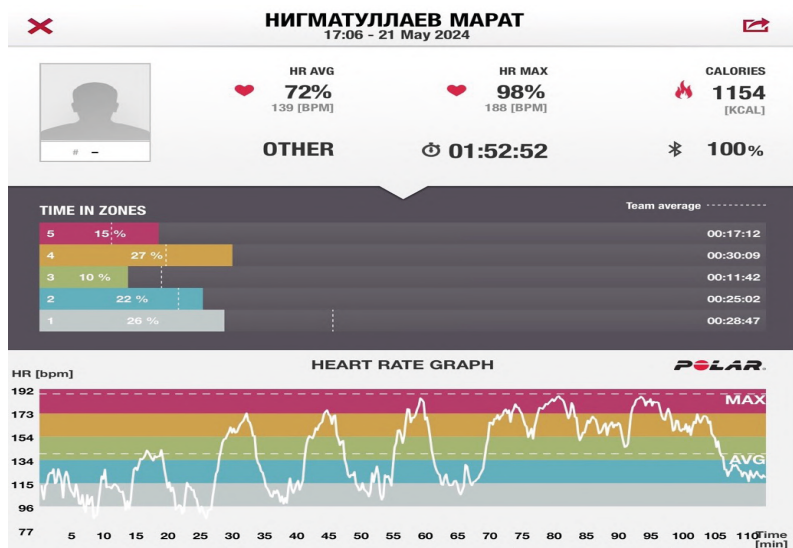 НИГМАТУЛЛАЕВ МАРАТ
17:06 - 21 May 2024
HR AVG
72%
139 [BPM]
HR MAX
98%
188 [BPM]
CALORIES
1154
[KCAL]
# –
OTHER
01:52:52
100%
TIME IN ZONES
Team average
5 15 % 00:17:12
4 27 % 00:30:09
3 10 % 00:11:42
2 22 % 00:25:02
1 26 % 00:28:47
HEART RATE GRAPH
POLAR.
HR [bpm]
192
MAX
173
154
134
AVG
115
96
77
5 10 15 20 25 30 35 40 45 50 55 60 65 70 75 80 85 90 95 100 105 110 Time
[min]